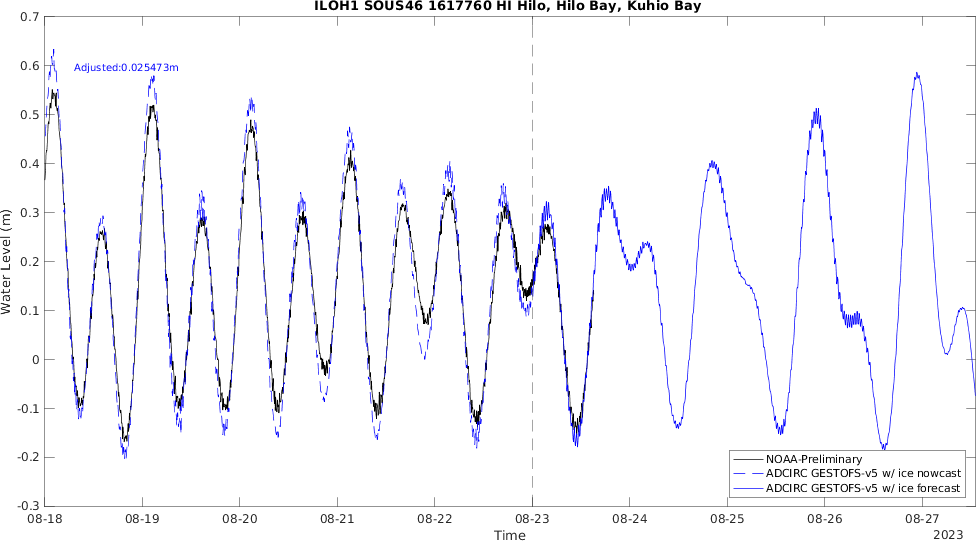 ILOH1 SOUS46 1617760 HI Hilo, Hilo Bay, Kuhio Bay
0.7
0.6
Adjusted:0.025473m
0.5
0.4
0.3
0.2
0.1
0
-0.1
-0.2
-0.3
Water Level (m)
NOAA-Preliminary
ADCIRC GESTOFS-v5 w/ ice nowcast
ADCIRC GESTOFS-v5 w/ ice forecast
08-18 08-19 08-20 08-21 08-22 08-23 08-24 08-25 08-26 08-27
Time
2023